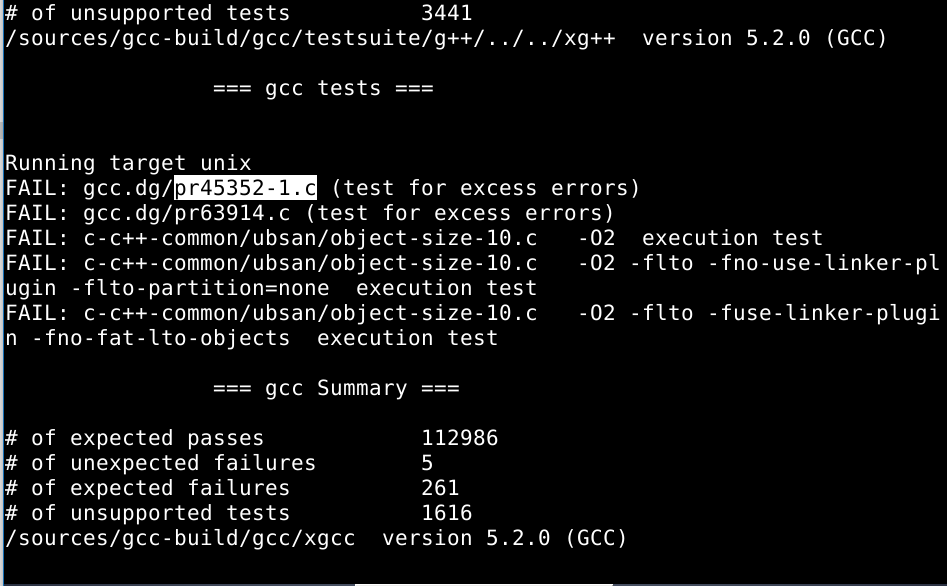 # of unsupported tests          3441
/sources/gcc-build/gcc/testsuite/g++/../../xg++  version 5.2.0 (GCC)
=== gcc tests ===
Running target unix
FAIL: gcc.dg/pr45352-1.c (test for excess errors)
FAIL: gcc.dg/pr63914.c (test for excess errors)
FAIL: c-c++-common/ubsan/object-size-10.c   -O2  execution test
FAIL: c-c++-common/ubsan/object-size-10.c   -O2 -flto -fno-use-linker-pl
ugin -flto-partition=none  execution test
FAIL: c-c++-common/ubsan/object-size-10.c   -O2 -flto -fuse-linker-plugi
n -fno-fat-lto-objects  execution test
=== gcc Summary ===
# of expected passes            112986
# of unexpected failures        5
# of expected failures          261
# of unsupported tests          1616
/sources/gcc-build/gcc/xgcc  version 5.2.0 (GCC)